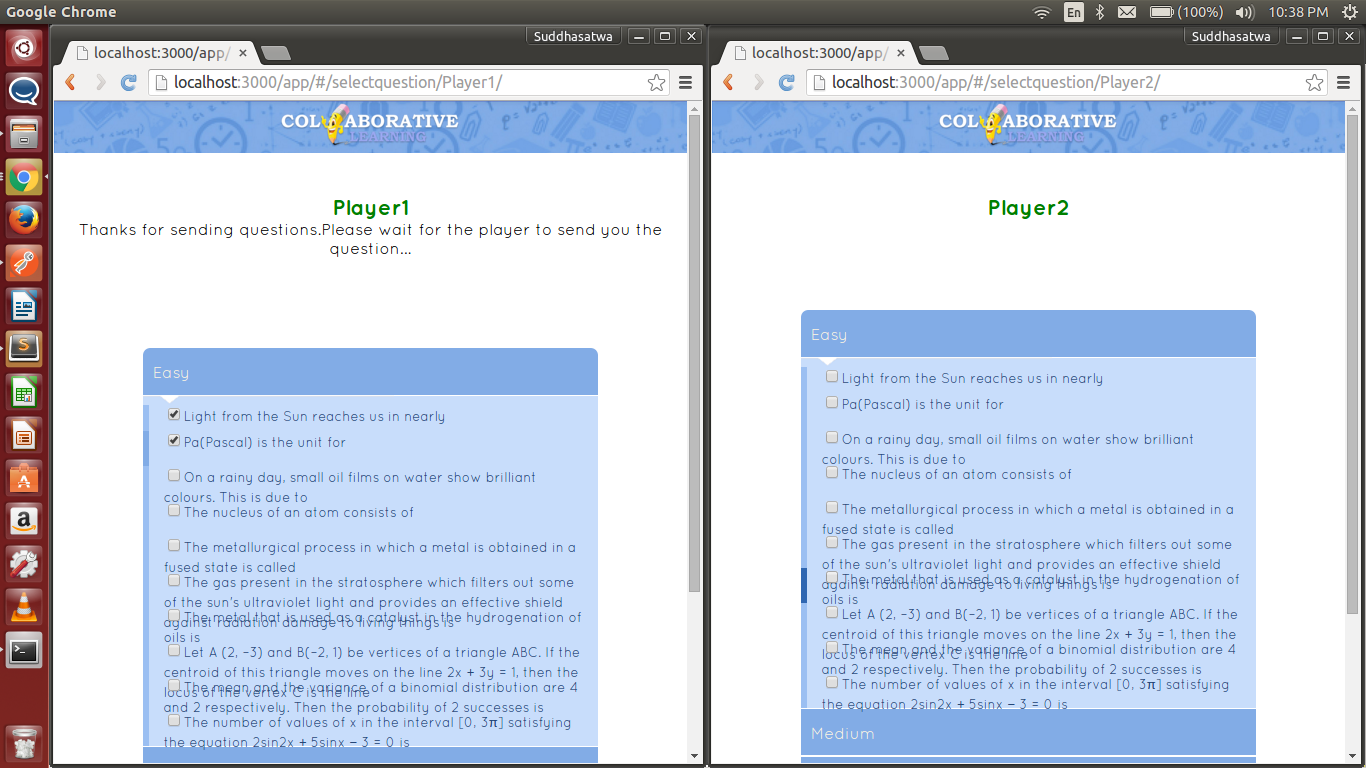 Google Chrome
En
(100%)
10:38 PM
Suddhasatwa
localhost:3000/app/
localhost:3000/app/#/selectquestion/Player1/
COLLABORATIVE
LEARNING
Player1
Thanks for sending questions.Please wait for the player to send you the
question...
Easy
Light from the Sun reaches us in nearly
Pa(Pascal) is the unit for
On a rainy day, small oil films on water show brilliant
colours. This is due to
The nucleus of an atom consists of
The metallurgical process in which a metal is obtained in a
fused state is called
The gas present in the stratosphere which filters out some
of the sun's ultraviolet light and provides an effective shield
against radiation damage to living things is
The metal that is used as a catalyst in the hydrogenation of
oils is
Let A (2, −3) and B(−2, 1) be vertices of a triangle ABC. If the
centroid of this triangle moves on the line 2x + 3y = 1, then the
locus of the vertex C is the line
The mean and the variance of a binomial distribution are 4
and 2 respectively. Then the probability of 2 successes is
The number of values of x in the interval [0, 3π] satisfying
the equation 2sin2x + 5sinx − 3 = 0 is
Suddhasatwa
localhost:3000/app/
localhost:3000/app/#/selectquestion/Player2/
COLLABORATIVE
LEARNING
Player2
Easy
Light from the Sun reaches us in nearly
Pa(Pascal) is the unit for
On a rainy day, small oil films on water show brilliant
colours. This is due to
The nucleus of an atom consists of
The metallurgical process in which a metal is obtained in a
fused state is called
The gas present in the stratosphere which filters out some
of the sun's ultraviolet light and provides an effective shield
against radiation damage to living things is
The metal that is used as a catalyst in the hydrogenation of
oils is
Let A (2, −3) and B(−2, 1) be vertices of a triangle ABC. If the
centroid of this triangle moves on the line 2x + 3y = 1, then the
locus of the vertex C is the line
The mean and the variance of a binomial distribution are 4
and 2 respectively. Then the probability of 2 successes is
The number of values of x in the interval [0, 3π] satisfying
the equation 2sin2x + 5sinx − 3 = 0 is
Medium